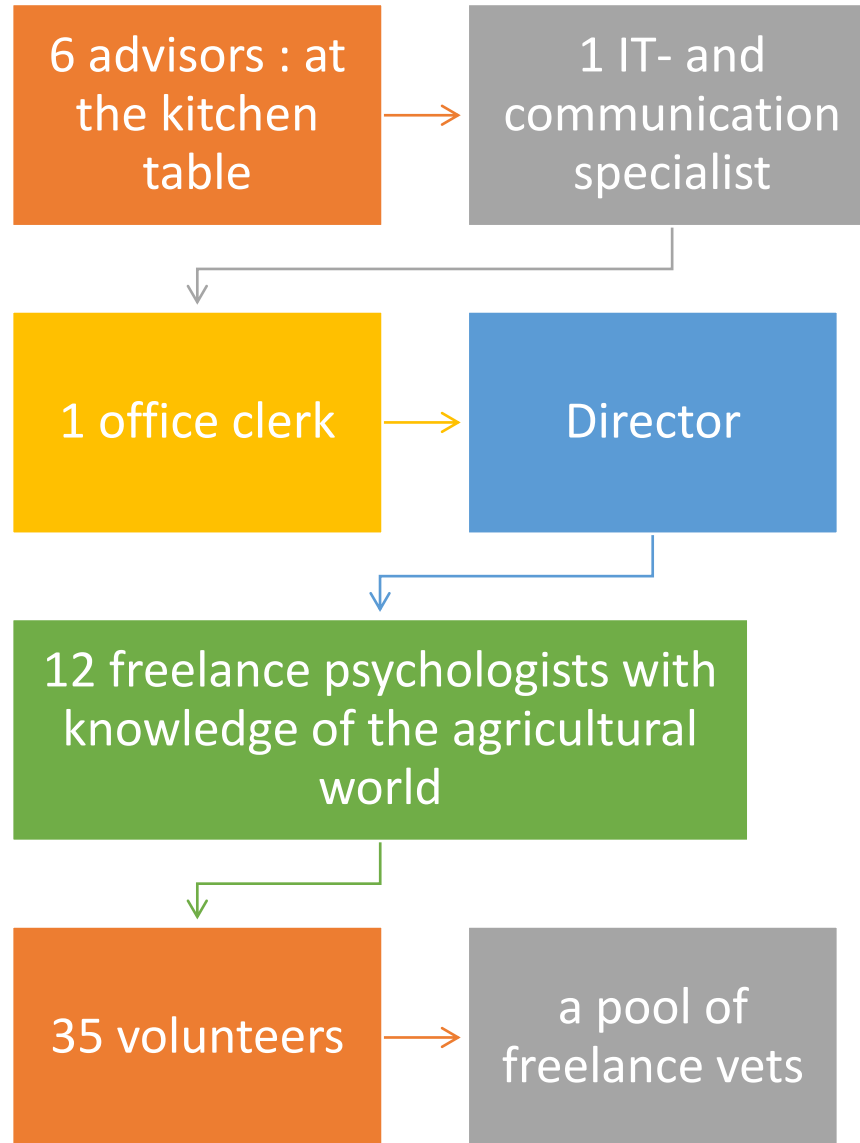 6 advisors : at
the kitchen
table
1 IT- and
communication
specialist
1 office clerk
Director
12 freelance psychologists with
knowledge of the agricultural
world
35 volunteers
a pool of
freelance vets